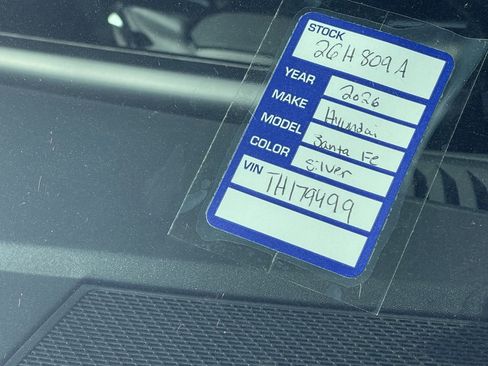 STOCK 26H809A
YEAR 2026
MAKE Hyundai
MODEL Santa Fe
COLOR silver
VIN TH179499